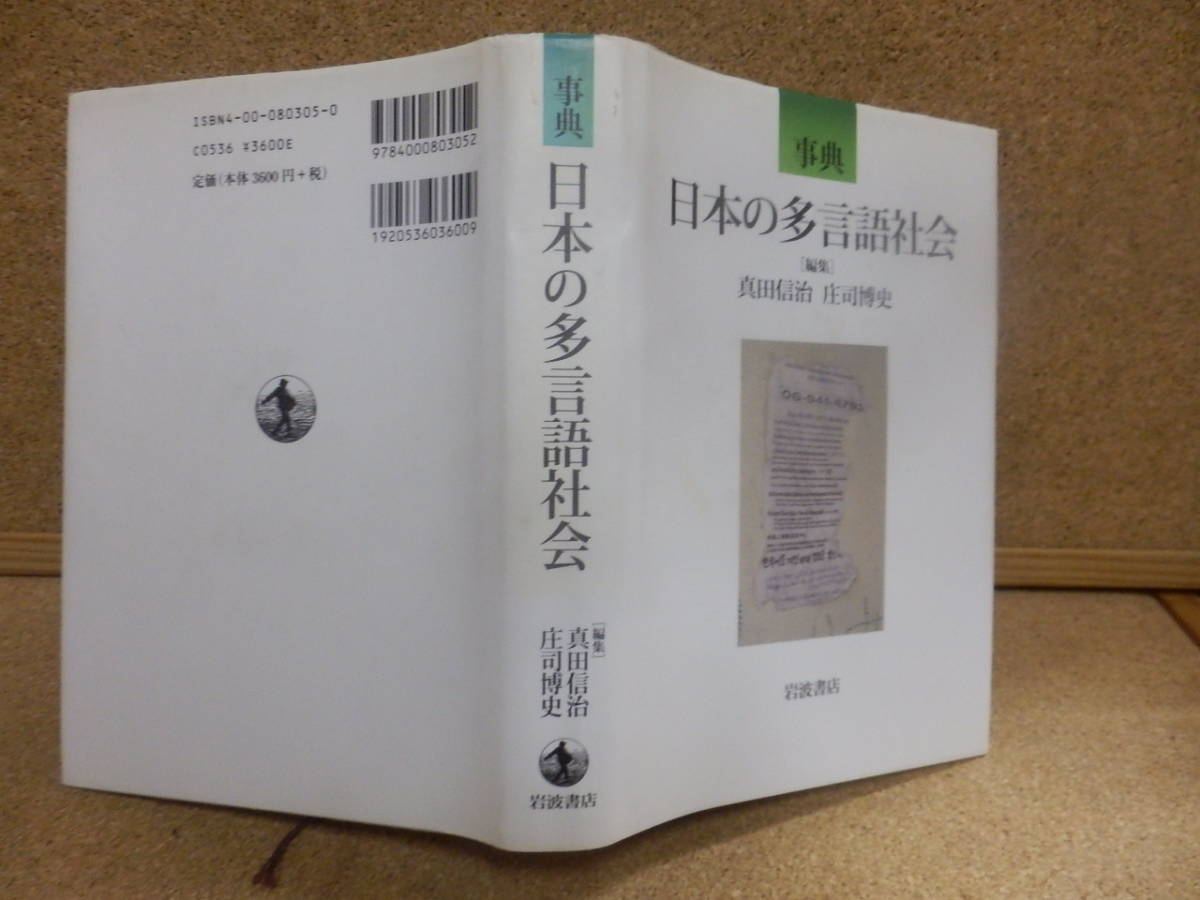 ISBN4-00-080305-0
C0536 ¥3600E
定価(本体3600円+税)
9784000803052
1920536036009
事典
日本の多言語社会
[編集]
真田信治
庄司博史
岩波書店
事典
日本の多言語社会
[編集]
真田信治 庄司博史
06-941-4793
岩波書店